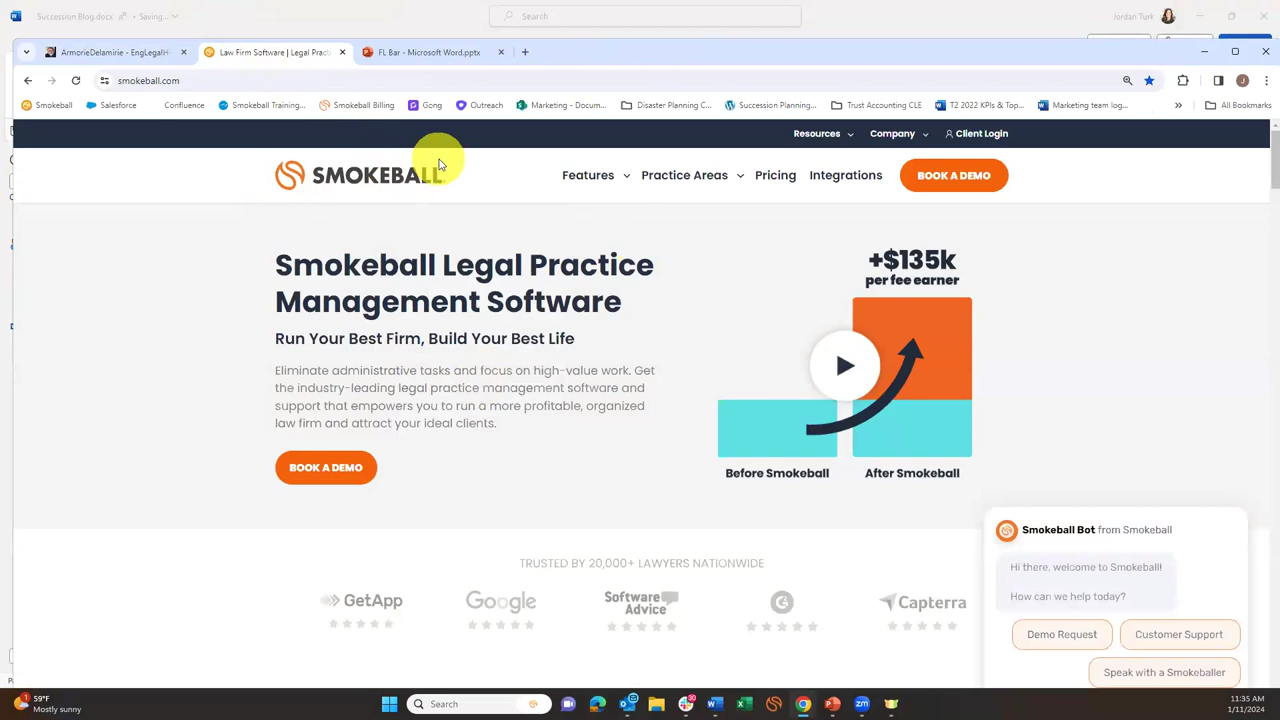 Succession Blog.docx • Saving...
Search
Jordan Turk
ArmorieDelamirie - EngLegalH
Law Firm Software | Legal Practi
FL Bar - Microsoft Word.pptx
smokeball.com
Smokeball
Salesforce
Confluence
Smokeball Training...
Smokeball Billing
Gong
Outreach
Marketing - Docum...
Disaster Planning C...
Succession Planning...
Trust Accounting CLE
T2 2022 KPIs & Top...
Marketing team log...
All Bookmarks
Resources
Company
Client Login
SMOKEBALL
Features
Practice Areas
Pricing
Integrations
BOOK A DEMO
Smokeball Legal Practice
Management Software
Run Your Best Firm, Build Your Best Life
Eliminate administrative tasks and focus on high-value work. Get
the industry-leading legal practice management software and
support that empowers you to run a more profitable, organized
law firm and attract your ideal clients.
BOOK A DEMO
+$135k
per fee earner
Before Smokeball
After Smokeball
TRUSTED BY 20,000+ LAWYERS NATIONWIDE
GetApp
Google
Software
Advice
Capterra
Smokeball Bot from Smokeball
Hi there, welcome to Smokeball!
How can we help today?
Demo Request
Customer Support
Speak with a Smokeballer
59°F
Mostly sunny
Search
11:35 AM
1/11/2024